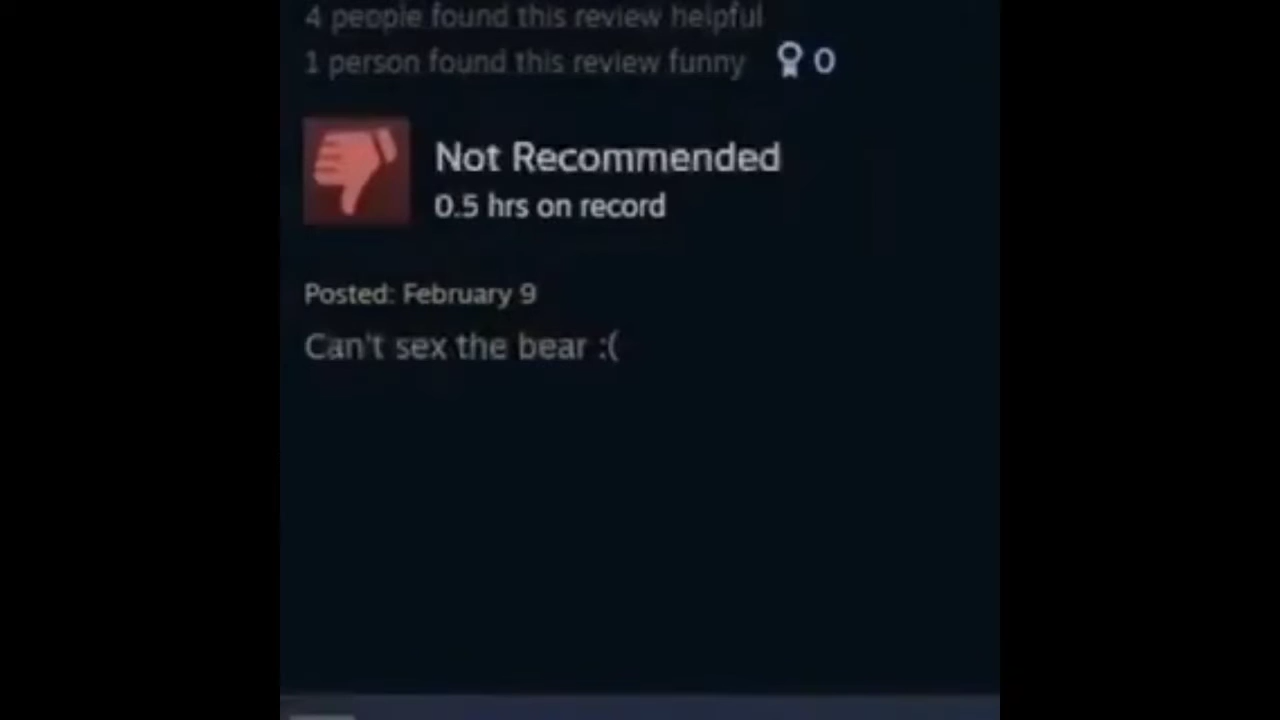 4 people found this review helpful
1 person found this review funny 0
Not Recommended
0.5 hrs on record
Posted: February 9
Can't sex the bear :(